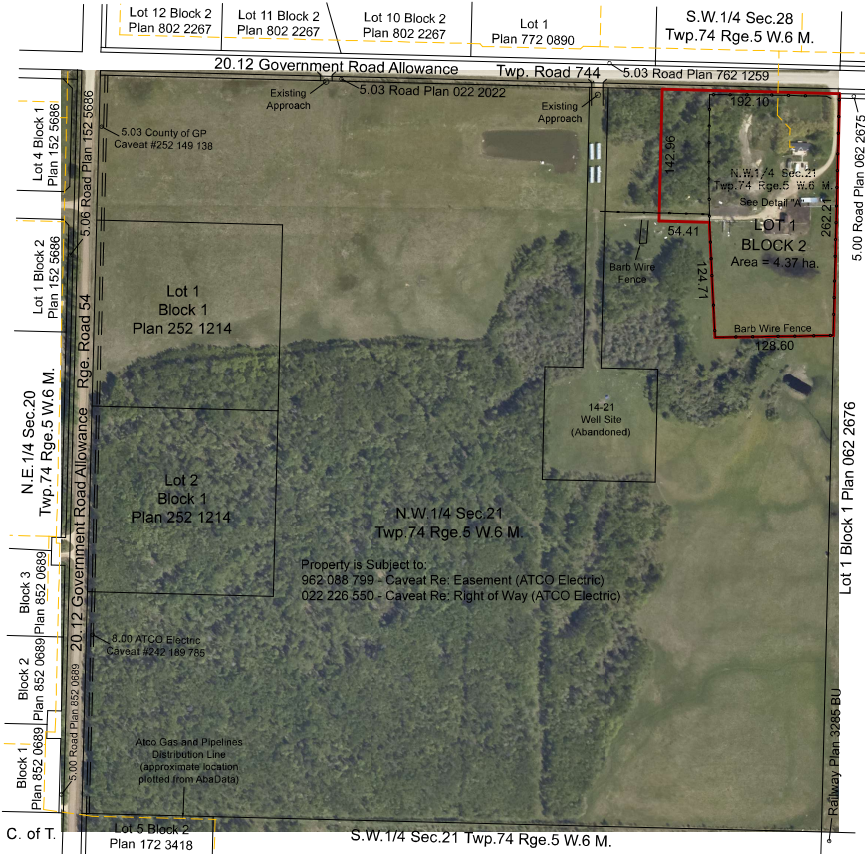 Lot 12 Block 2
Plan 802 2267
Lot 11 Block 2
Plan 802 2267
Lot 10 Block 2
Plan 802 2267
Lot 1
Plan 772 0890
S.W.1/4 Sec.28
Twp.74 Rge.5 W.6 M.
20.12 Government Road Allowance
Twp. Road 744
5.03 Road Plan 762 1259
Existing
Approach
5.03 Road Plan 022 2022
Existing
Approach
192.10
5.00 Road Plan 062 2675
Lot 4 Block 1
Plan 152 5686
5.06 Road Plan 152 5686
5.03 County of GP
Caveat #252 149 138
142.96
N.W.1/4 Sec.21
Twp.74 Rge.5 W.6 M.
See Detail "A"
LOT 1
BLOCK 2
Area = 4.37 ha.
262.21
54.41
124.71
Barb Wire
Fence
Barb Wire Fence
128.60
Lot 1 Block 2
Plan 152 5686
Lot 1
Block 1
Plan 252 1214
Rge. Road 54
20.12 Government Road Allowance
N.E.1/4 Sec.20
Twp.74 Rge.5 W.6 M.
14-21
Well Site
(Abandoned)
Lot 1 Block 1 Plan 062 2676
Lot 2
Block 1
Plan 252 1214
N.W.1/4 Sec.21
Twp.74 Rge.5 W.6 M.
Property is Subject to:
962 088 799 - Caveat Re: Easement (ATCO Electric)
022 226 550 - Caveat Re: Right of Way (ATCO Electric)
Block 3
Plan 852 0689
8.00 ATCO Electric
Caveat #242 189 785
Block 2
Plan 852 0689
5.00 Road Plan 852 0689
Block 1
Plan 852 0689
Atco Gas and Pipelines
Distribution Line
(approximate location
plotted from AbaData)
Railway Plan 3285 BU
C. of T.
Lot 5 Block 2
Plan 172 3418
S.W.1/4 Sec.21 Twp.74 Rge.5 W.6 M.